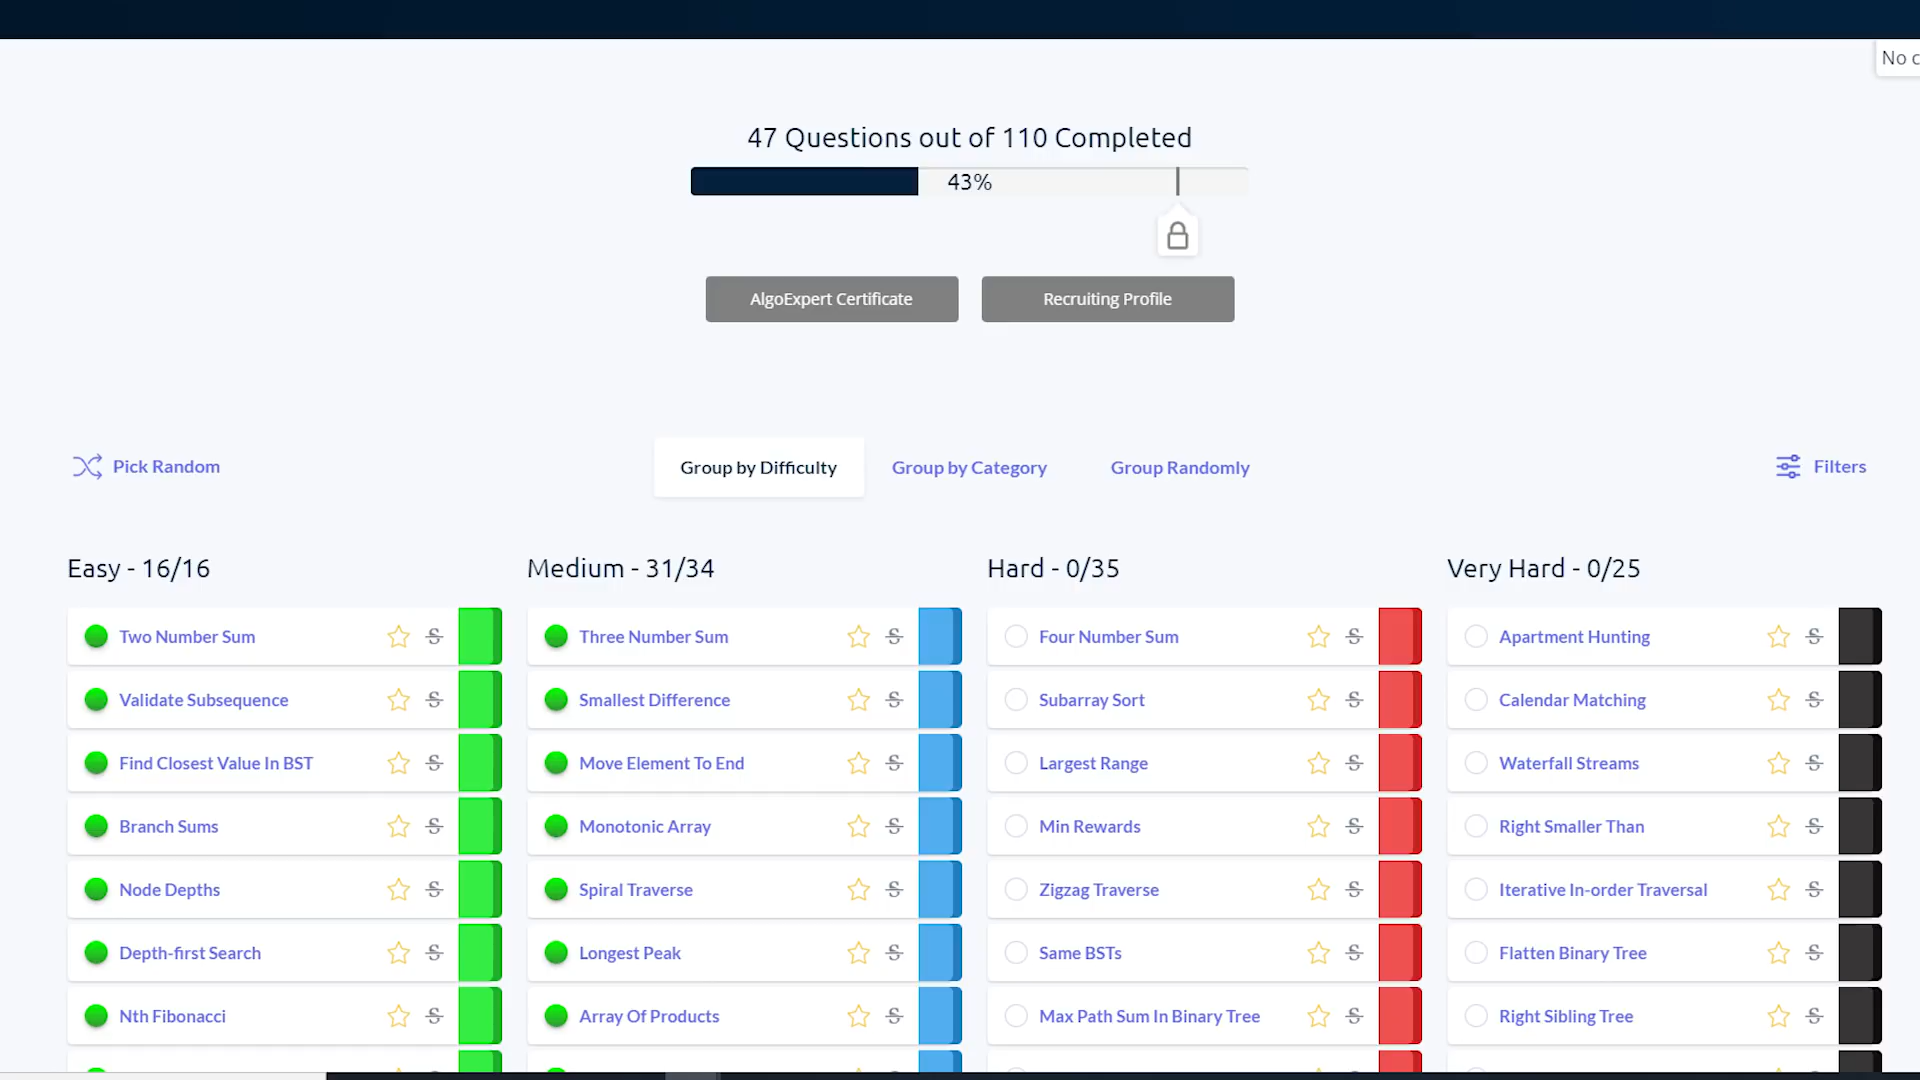 No c
47 Questions out of 110 Completed
43%
AlgoExpert Certificate
Recruiting Profile
Pick Random
Group by Difficulty
Group by Category
Group Randomly
Filters
Easy - 16/16
Two Number Sum
Validate Subsequence
Find Closest Value In BST
Branch Sums
Node Depths
Depth-first Search
Nth Fibonacci
Medium - 31/34
Three Number Sum
Smallest Difference
Move Element To End
Monotonic Array
Spiral Traverse
Longest Peak
Array Of Products
Hard - 0/35
Four Number Sum
Subarray Sort
Largest Range
Min Rewards
Zigzag Traverse
Same BSTs
Max Path Sum In Binary Tree
Very Hard - 0/25
Apartment Hunting
Calendar Matching
Waterfall Streams
Right Smaller Than
Iterative In-order Traversal
Flatten Binary Tree
Right Sibling Tree